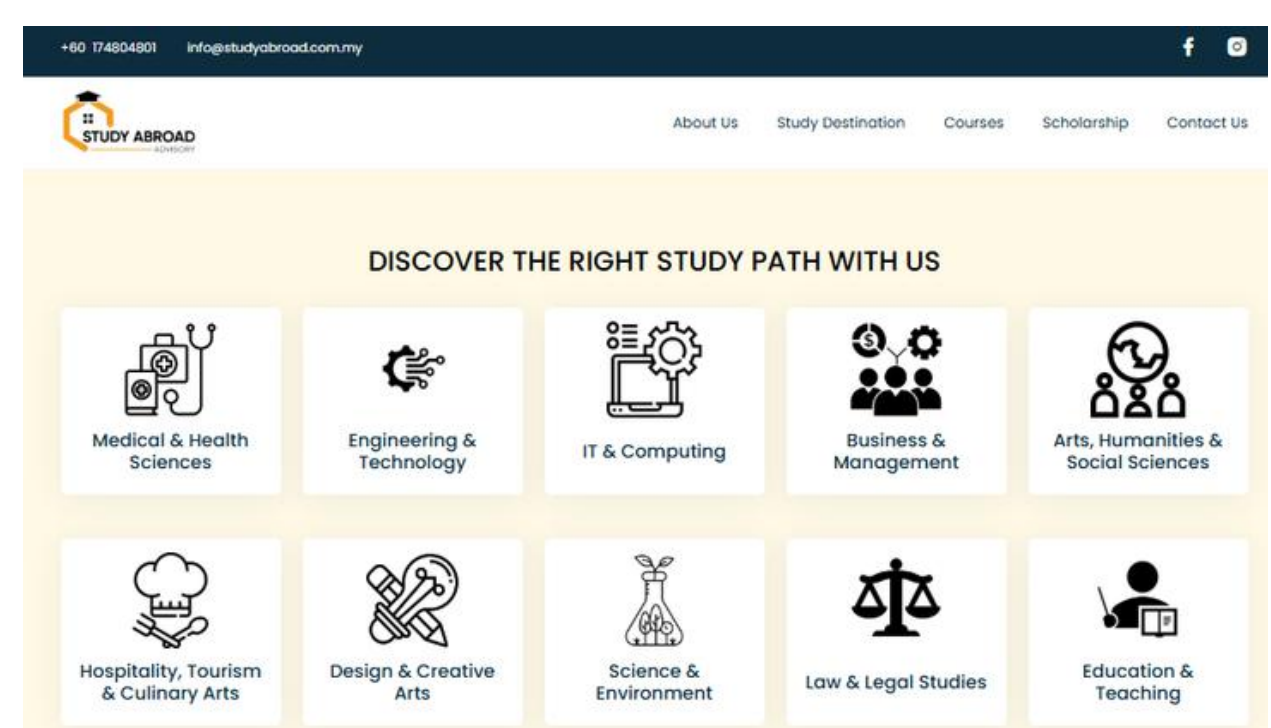 +60 174804801 info@studyabroad.com.my
STUDY ABROAD
ADVISORY
About Us Study Destination Courses Scholarship Contact Us
DISCOVER THE RIGHT STUDY PATH WITH US
Medical & Health
Sciences
Engineering &
Technology
IT & Computing
Business &
Management
Arts, Humanities &
Social Sciences
Hospitality, Tourism
& Culinary Arts
Design & Creative
Arts
Science &
Environment
Law & Legal Studies
Education &
Teaching